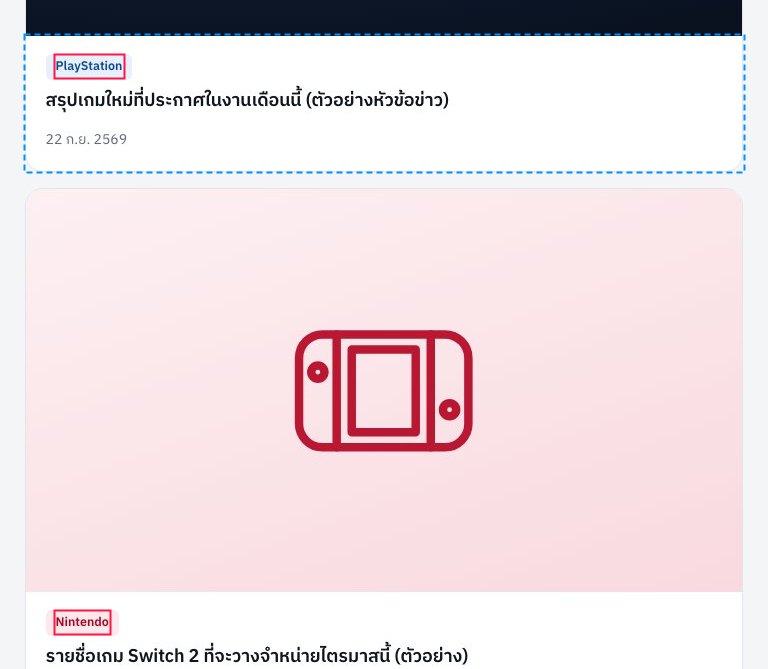 PlayStation
สรุปเกมใหม่ที่ประกาศในงานเดือนนี้ (ตัวอย่างหัวข้อข่าว)
22 ก.ย. 2569
Nintendo
รายชื่อเกม Switch 2 ที่จะวางจำหน่ายไตรมาสนี้ (ตัวอย่าง)